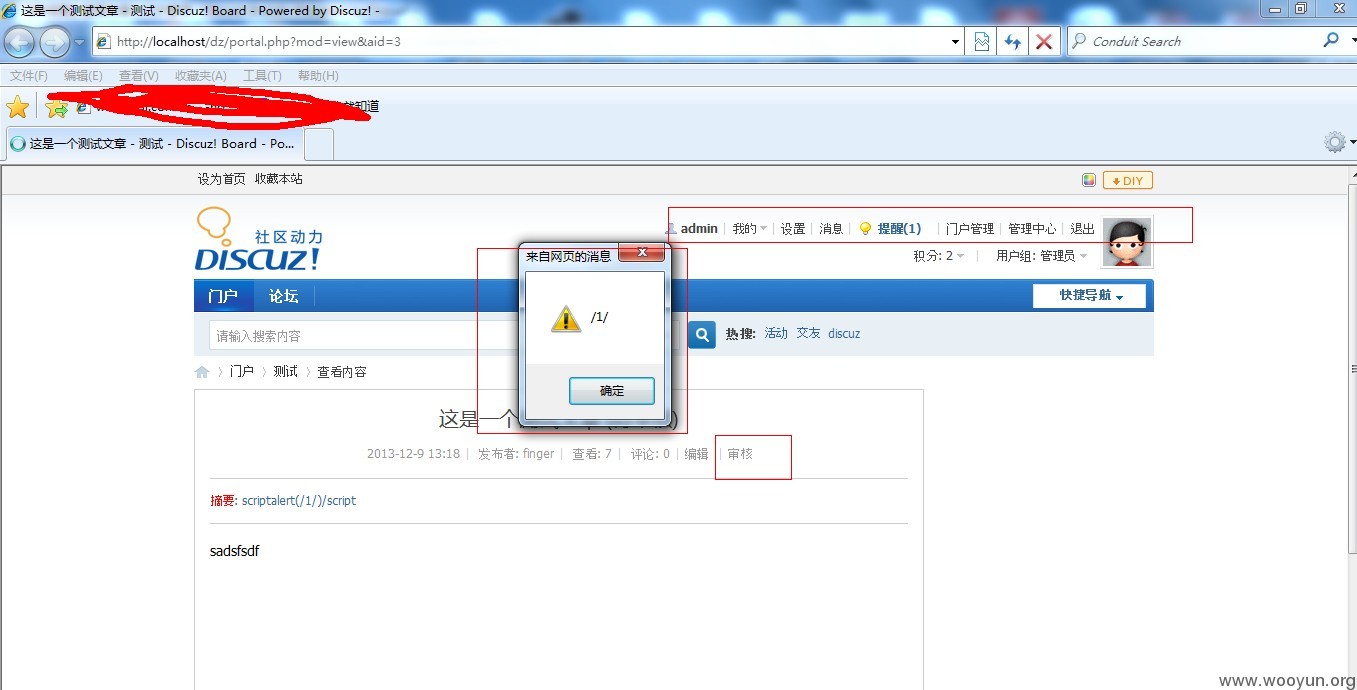 这是一个测试文章 - 测试 - Discuz! Board - Powered by Discuz! -
http://localhost/dz/portal.php?mod=view&aid=3
Conduit Search
文件(F) 编辑(E) 查看(V) 收藏夹(A) 工具(T) 帮助(H)
就知道
这是一个测试文章 - 测试 - Discuz! Board - Po...
设为首页 收藏本站
DIY
社区动力
DISCUZ!
admin 我的 设置 消息 提醒(1) 门户管理 管理中心 退出
积分: 2 用户组: 管理员
来自网页的消息
/1/
确定
门户 论坛 快捷导航
请输入搜索内容 热搜: 活动 交友 discuz
门户 › 测试 › 查看内容
这是一个
2013-12-9 13:18 | 发布者: finger | 查看: 7 | 评论: 0 | 编辑 | 审核
摘要: scriptalert(/1/)/script
sadsfsdf
www.wooyun.org